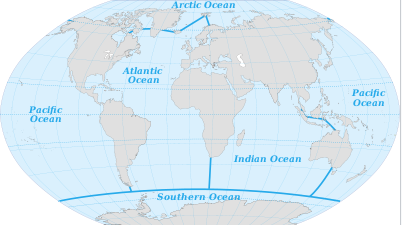 Arctic Ocean
Atlantic
Ocean
Pacific
Ocean
Pacific
Ocean
Indian Ocean
Southern Ocean